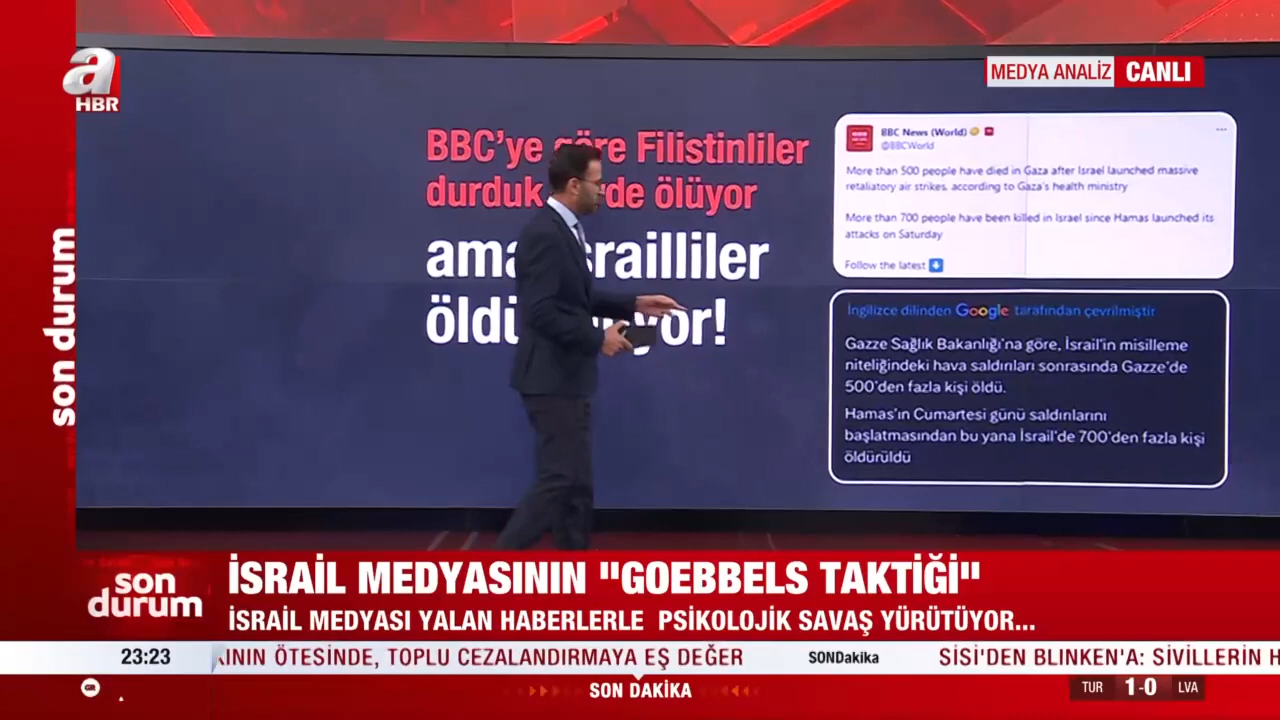 a
HBR
MEDYA ANALİZ CANLI
son durum
BBC'ye göre Filistinliler
durduk yerde ölüyor
ama İsrailliler
BBC News (World)
@BBCWorld
More than 500 people have died in Gaza after Israel launched massive
retaliatory air strikes, according to Gaza's health ministry
More than 700 people have been killed in Israel since Hamas launched its
attacks on Saturday
Follow the latest
İngilizce dilinden Google tarafından çevrilmiştir
Gazze Sağlık Bakanlığı'na göre, İsrail'in misilleme
niteliğindeki hava saldırıları sonrasında Gazze'de
500'den fazla kişi öldü.
Hamas'ın Cumartesi günü saldırılarını
başlatmasından bu yana İsrail'de 700'den fazla kişi
öldürüldü
son
durum
İSRAİL MEDYASININ "GOEBBELS TAKTİĞİ"
İSRAİL MEDYASI YALAN HABERLERLE PSİKOLOJİK SAVAŞ YÜRÜTÜYOR...
23:23 ININ ÖTESİNDE, TOPLU CEZALANDIRMAYA EŞ DEĞER SONDakika SISI'DEN BLINKEN'A: SİVİLLERİN H
SON DAKİKA
TUR 1-0 LVA